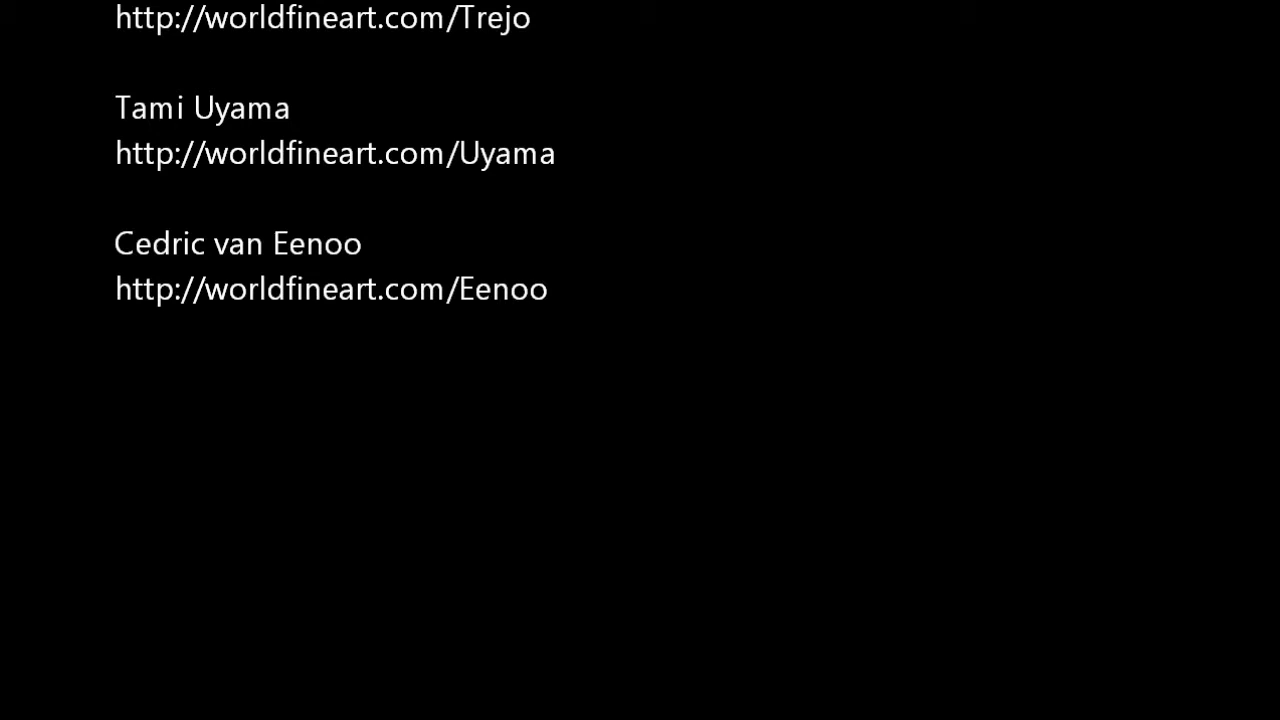 http://worldfineart.com/Trejo
Tami Uyama
http://worldfineart.com/Uyama
Cedric van Eenoo
http://worldfineart.com/Eenoo